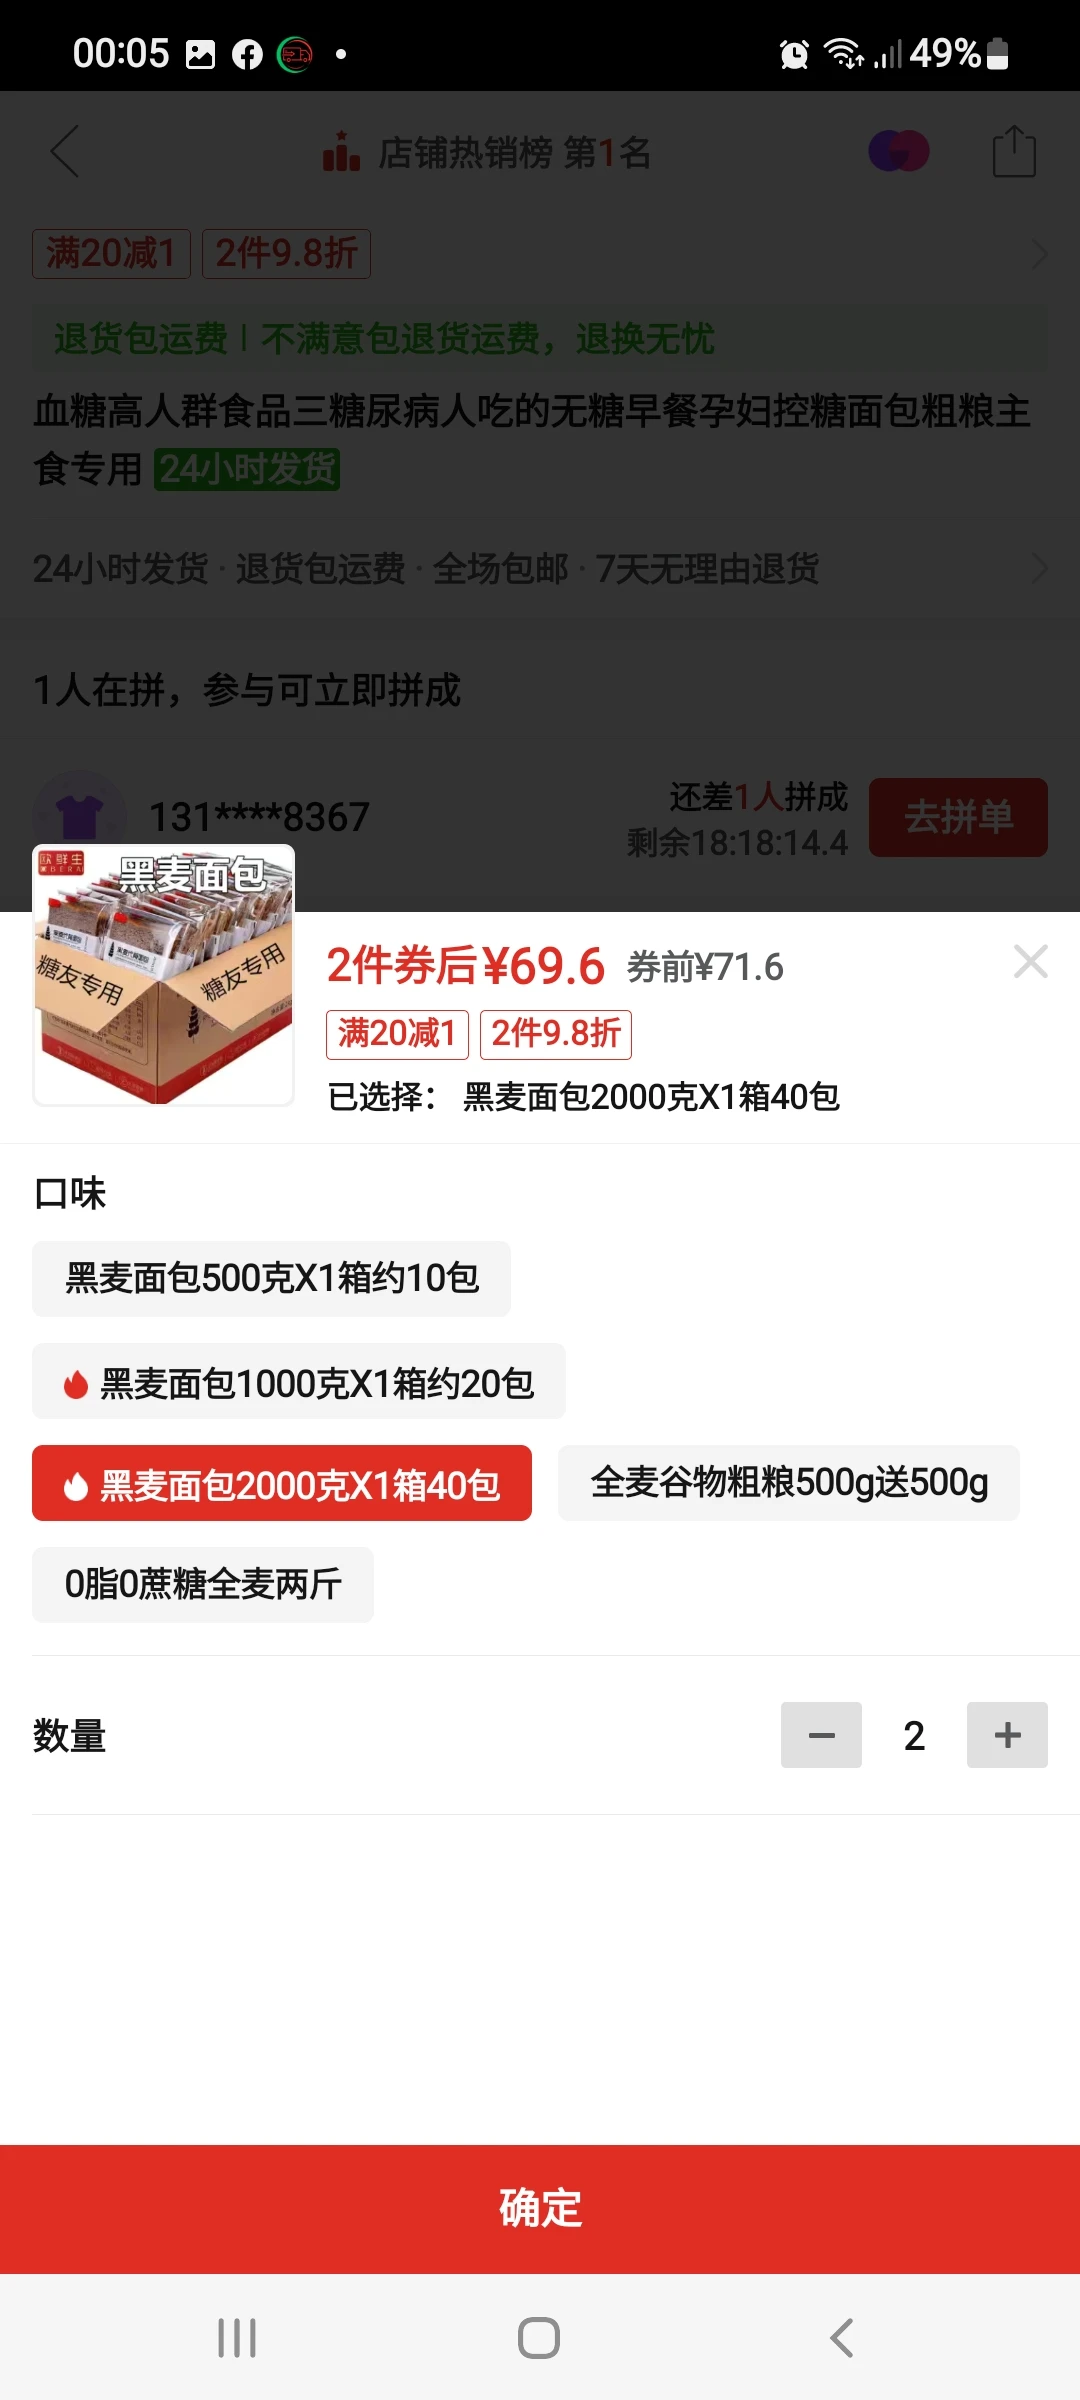 00:05
49%
店铺热销榜 第1名
满20减1 2件9.8折
退货包运费 | 不满意包退货运费，退换无忧
血糖高人群食品三糖尿病人吃的无糖早餐孕妇控糖面包粗粮主
食专用 24小时发货
24小时发货 · 退货包运费 · 全场包邮 · 7天无理由退货
1人在拼，参与可立即拼成
131****8367
还差1人拼成
剩余18:18:14.4
去拼单
欧鲜生
黑麦面包
糖友专用
糖友专用
2件券后¥69.6 券前¥71.6
满20减1 2件9.8折
已选择： 黑麦面包2000克X1箱40包
口味
黑麦面包500克X1箱约10包
黑麦面包1000克X1箱约20包
黑麦面包2000克X1箱40包
全麦谷物粗粮500g送500g
0脂0蔗糖全麦两斤
数量
2
确定